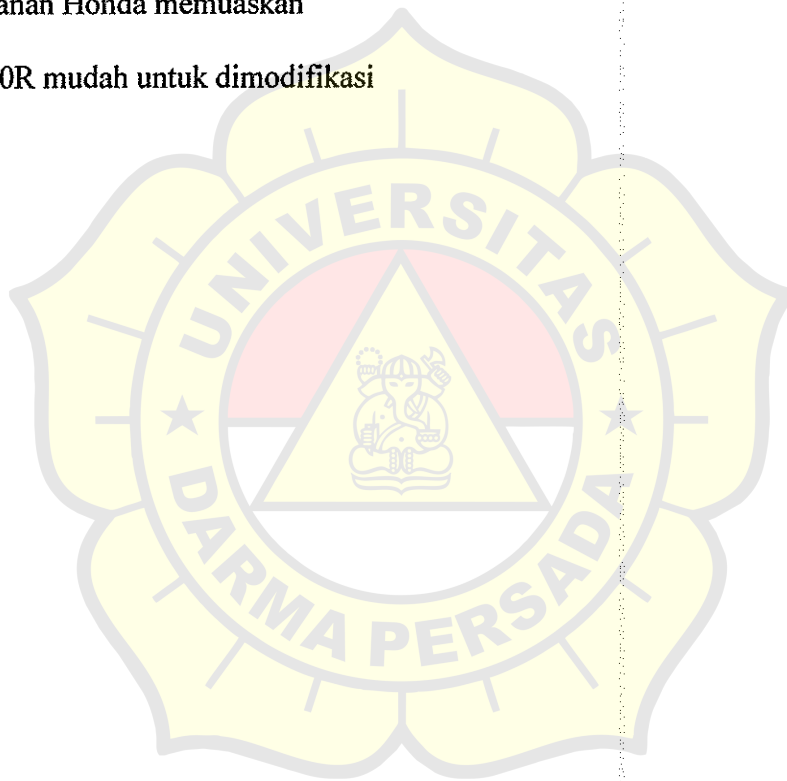 anan Honda memuaskan
0R mudah untuk dimodifikasi
UNIVERSITAS
DARMA PERSADA